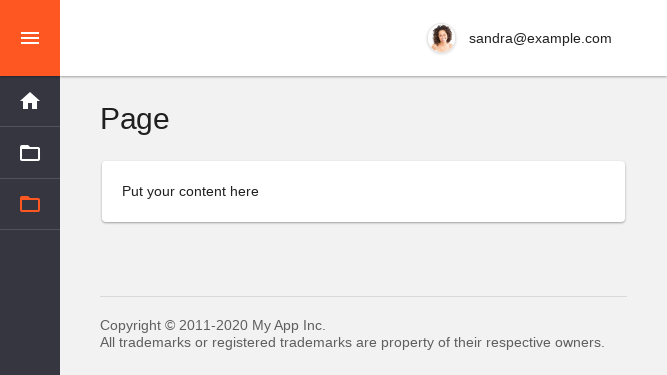 sandra@example.com
Page
Put your content here
Copyright © 2011-2020 My App Inc.
All trademarks or registered trademarks are property of their respective owners.